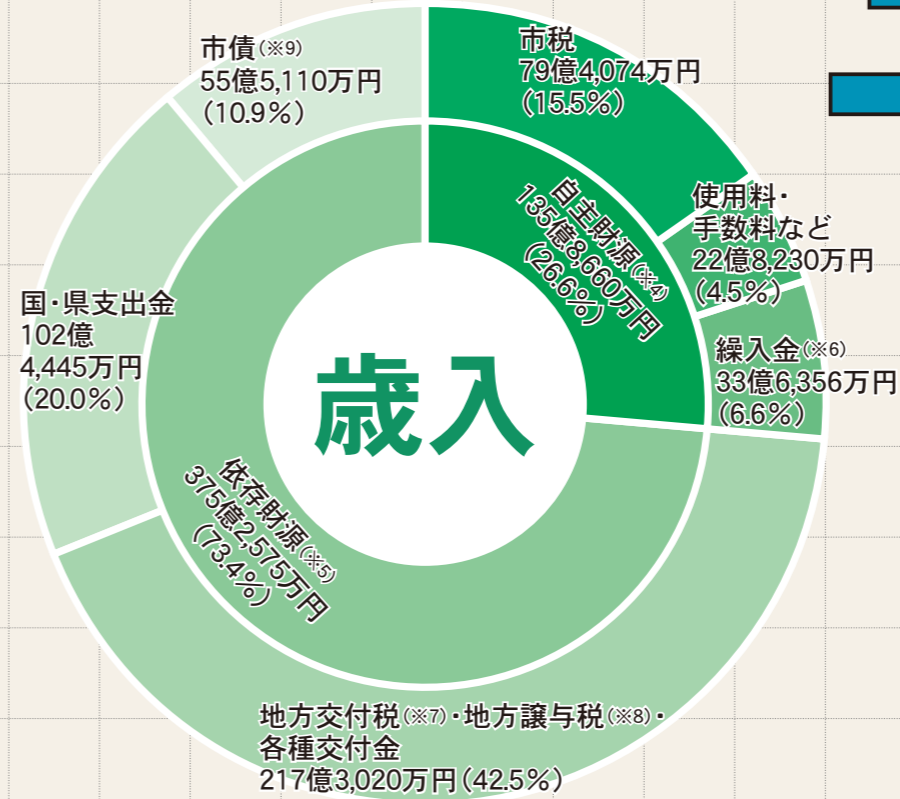 市税
79億4,074万円
(15.5%)
使用料・
手数料など
22億8,230万円
(4.5%)
繰入金(※6)
33億6,356万円
(6.6%)
地方交付税(※7)・地方譲与税(※8)・
各種交付金
217億3,020万円(42.5%)
国・県支出金
102億
4,445万円
(20.0%)
市債(※9)
55億5,110万円
(10.9%)
自主財源(※4)
135億8,660万円
(26.6%)
依存財源(※5)
375億2,575万円
(73.4%)
歳入